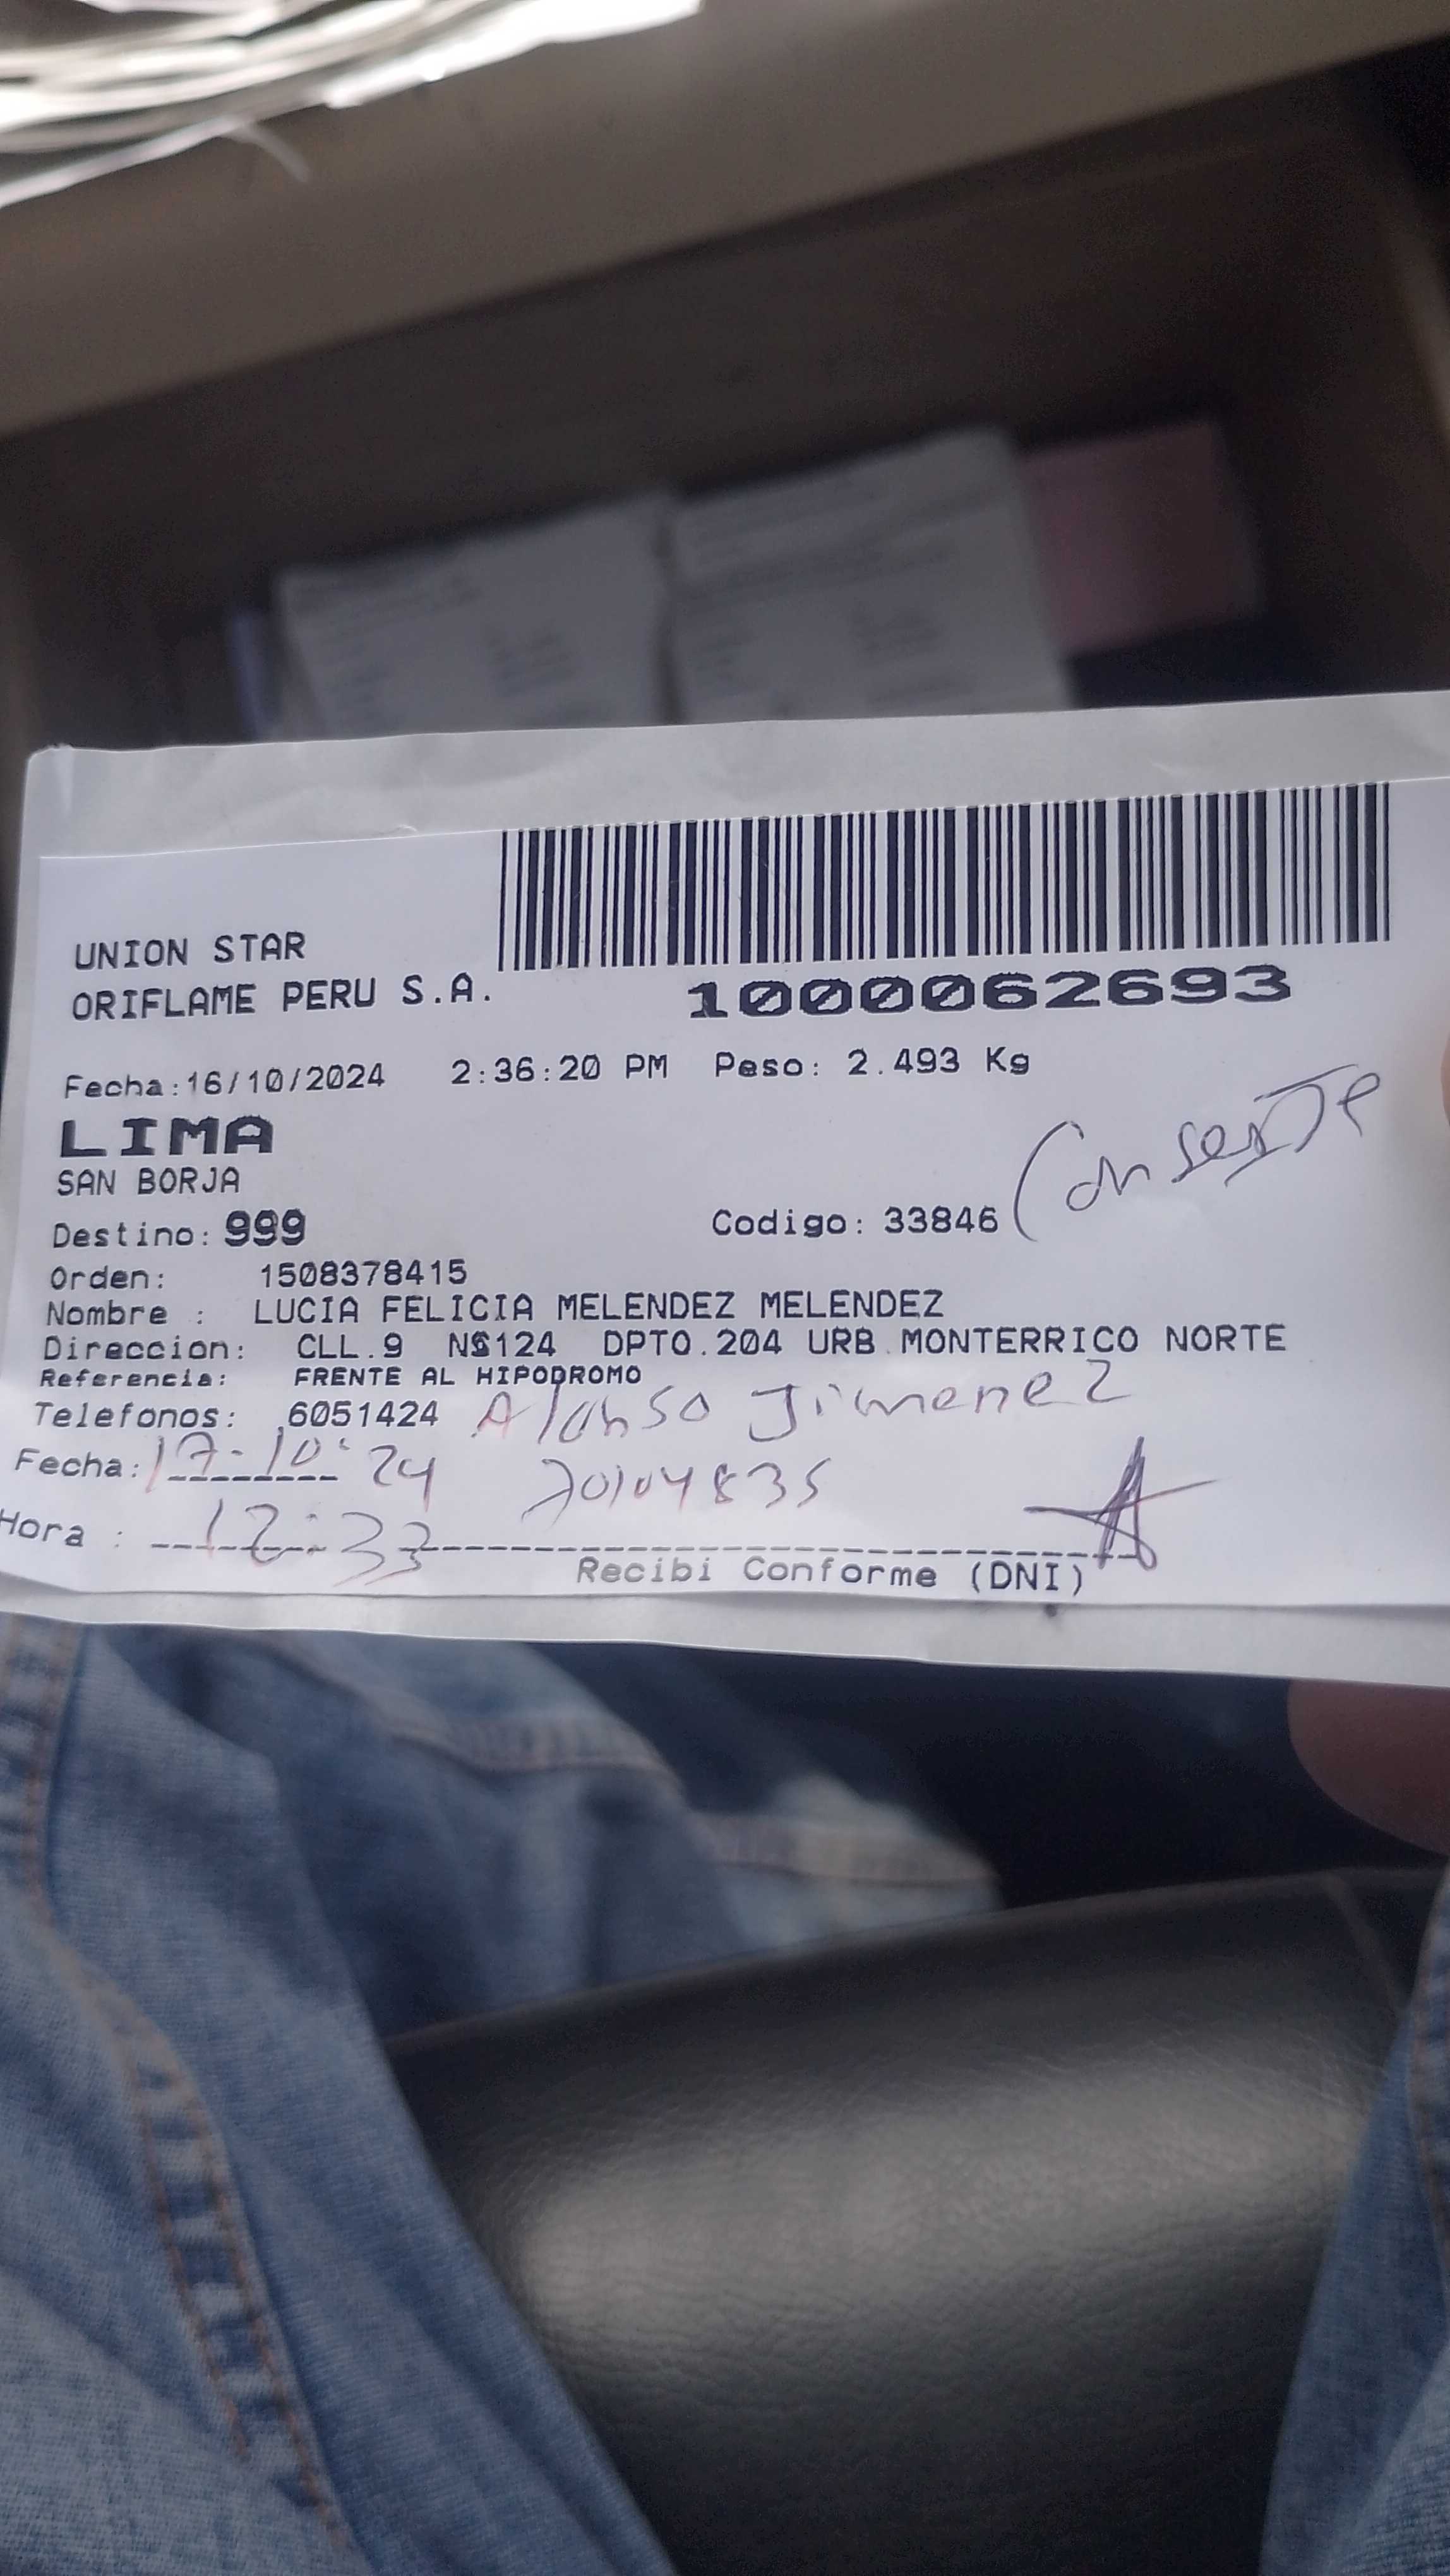 UNION STAR
ORIFLAME PERU S.A.
1000062693
Fecha:16/10/2024 2:36:20 PM Peso: 2.493 Kg
LIMA
SAN BORJA
Destino: 999 Codigo: 33846
Orden: 1508378415
Nombre : LUCIA FELICIA MELENDEZ MELENDEZ
Direccion: CLL.9 N$124 DPTO.204 URB.MONTERRICO NORTE
Referencia: FRENTE AL HIPODROMO
Telefonos: 6051424 Alonso Jimenez
Fecha: 17-10-24 70104835
Hora : 12:33
Recibi Conforme (DNI)